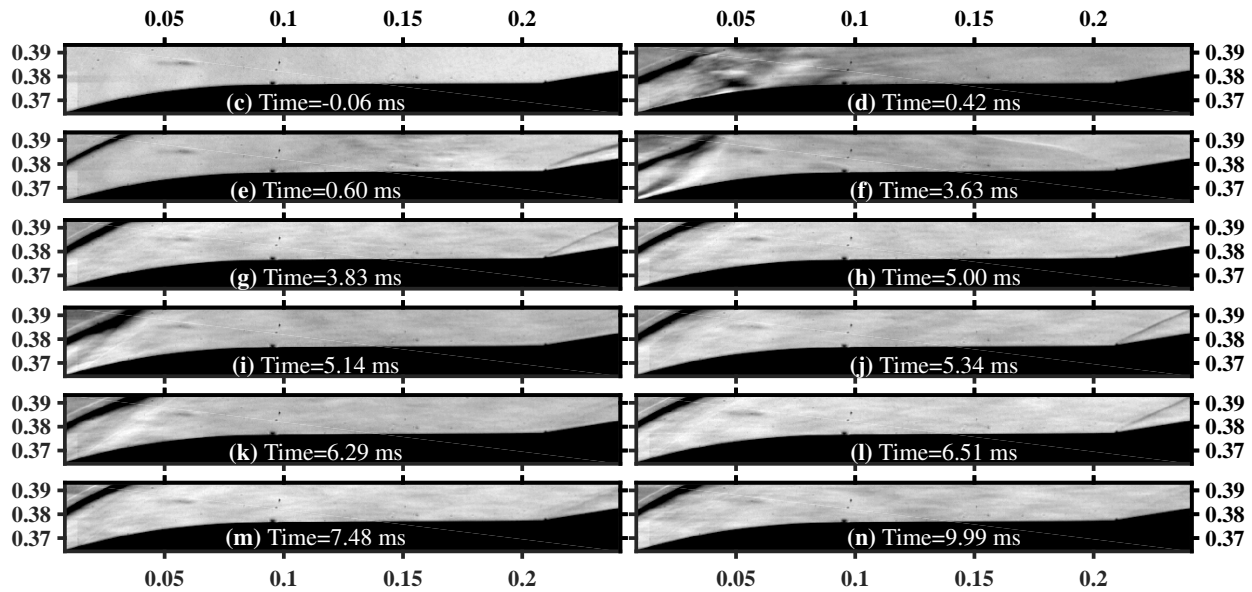 0.05 0.1 0.15 0.2 0.05 0.1 0.15 0.2
0.39 0.39
0.38 0.38
0.37 (c) Time=-0.06 ms (d) Time=0.42 ms 0.37
0.39 0.39
0.38 0.38
0.37 (e) Time=0.60 ms (f) Time=3.63 ms 0.37
0.39 0.39
0.38 0.38
0.37 (g) Time=3.83 ms (h) Time=5.00 ms 0.37
0.39 0.39
0.38 0.38
0.37 (i) Time=5.14 ms (j) Time=5.34 ms 0.37
0.39 0.39
0.38 0.38
0.37 (k) Time=6.29 ms (l) Time=6.51 ms 0.37
0.39 0.39
0.38 0.38
0.37 (m) Time=7.48 ms (n) Time=9.99 ms 0.37
0.05 0.1 0.15 0.2 0.05 0.1 0.15 0.2